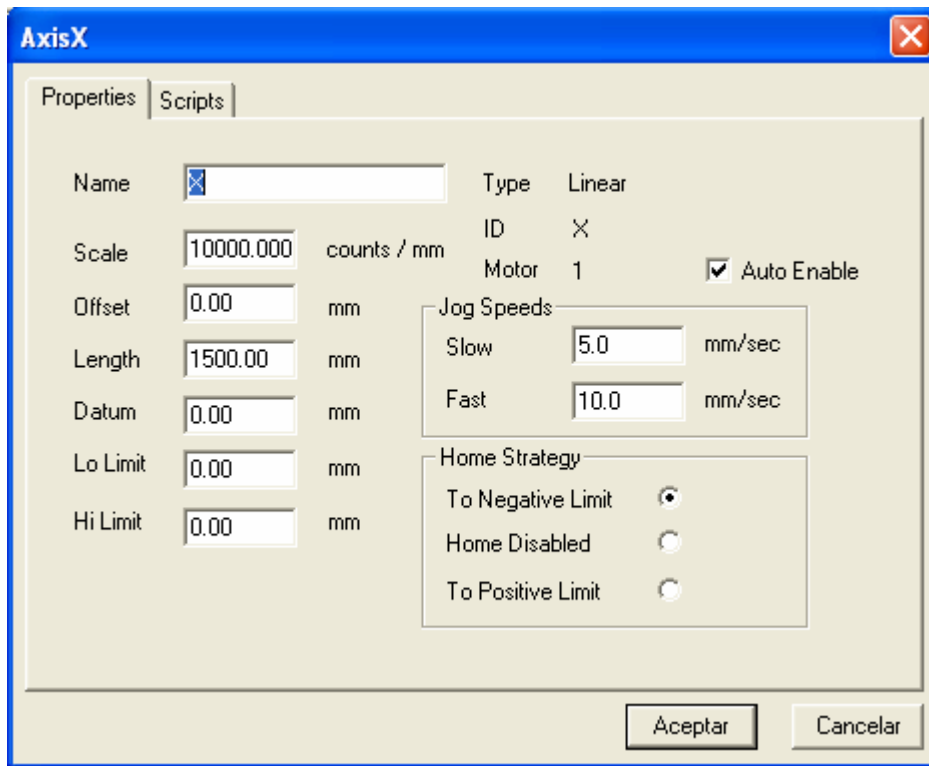 AxisX
Properties Scripts
Name X Type Linear
ID X
Scale 10000.000 counts / mm
Motor 1 Auto Enable
Offset 0.00 mm
Jog Speeds
Slow 5.0 mm/sec
Length 1500.00 mm
Fast 10.0 mm/sec
Datum 0.00 mm
Lo Limit 0.00 mm
Home Strategy
To Negative Limit
Hi Limit 0.00 mm
Home Disabled
To Positive Limit
Aceptar Cancelar